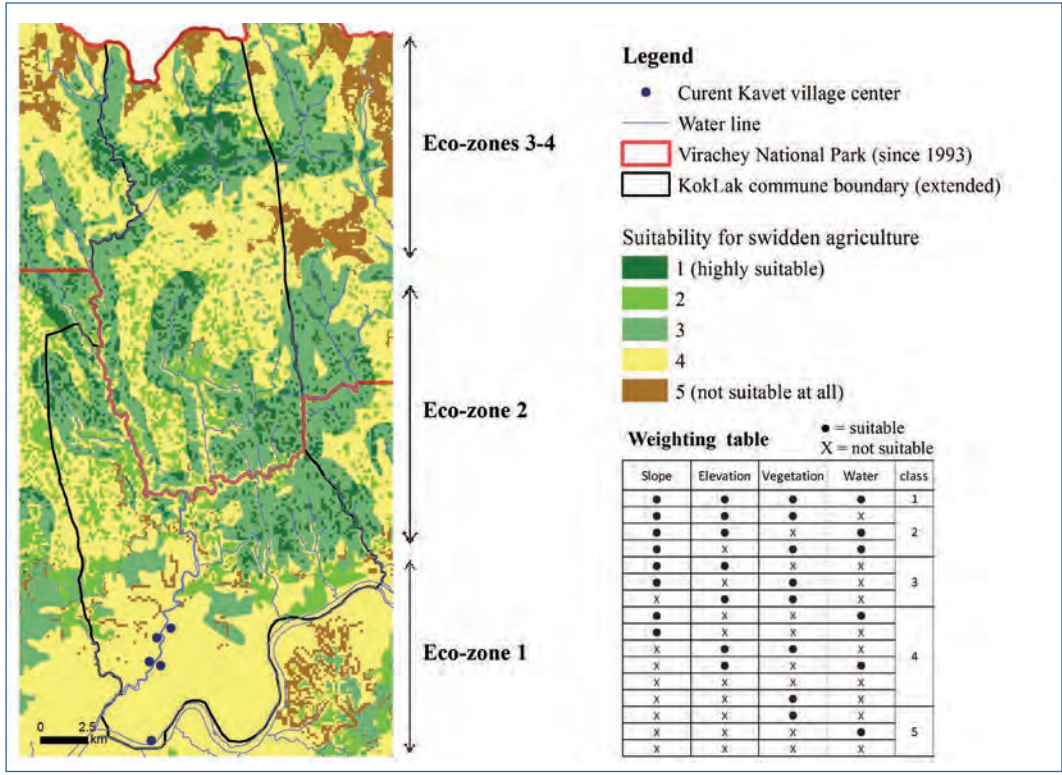 Eco-zones 3-4
Eco-zone 2
Eco-zone 1
0 2.5
km
Legend
Curent Kavet village center
Water line
Virachey National Park (since 1993)
KokLak commune boundary (extended)
Suitability for swidden agriculture
1 (highly suitable)
2
3
4
5 (not suitable at all)
Weighting table
● = suitable
X = not suitable
Slope Elevation Vegetation Water class
● ● ● ● 1
● ● ● X
● ● X ● 2
● X ● ●
● ● X X
● X ● X 3
X ● ● X
● X X ●
● X X X
X ● ● X 4
X ● X ●
X X X X
X X ● X
X X ● X
X X X ● 5
X X X X